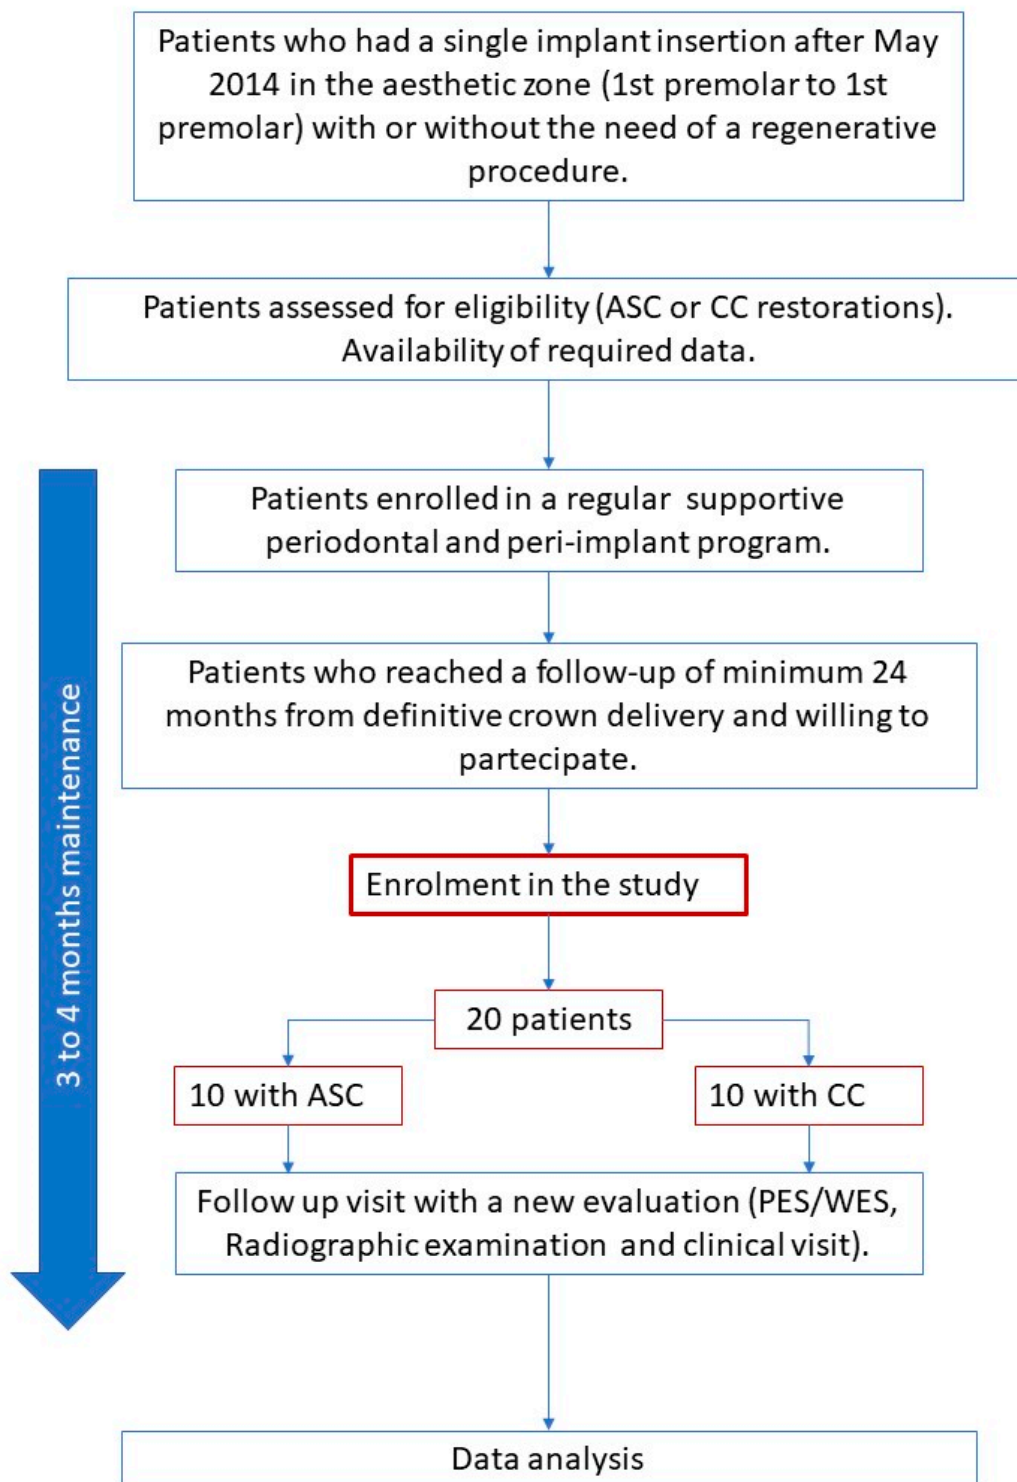 Patients who had a single implant insertion after May
2014 in the aesthetic zone (1st premolar to 1st
premolar) with or without the need of a regenerative
procedure.
Patients assessed for eligibility (ASC or CC restorations).
Availability of required data.
Patients enrolled in a regular supportive
periodontal and peri-implant program.
Patients who reached a follow-up of minimum 24
months from definitive crown delivery and willing to
partecipate.
3 to 4 months maintenance
Enrolment in the study
20 patients
10 with ASC
10 with CC
Follow up visit with a new evaluation (PES/WES,
Radiographic examination and clinical visit).
Data analysis